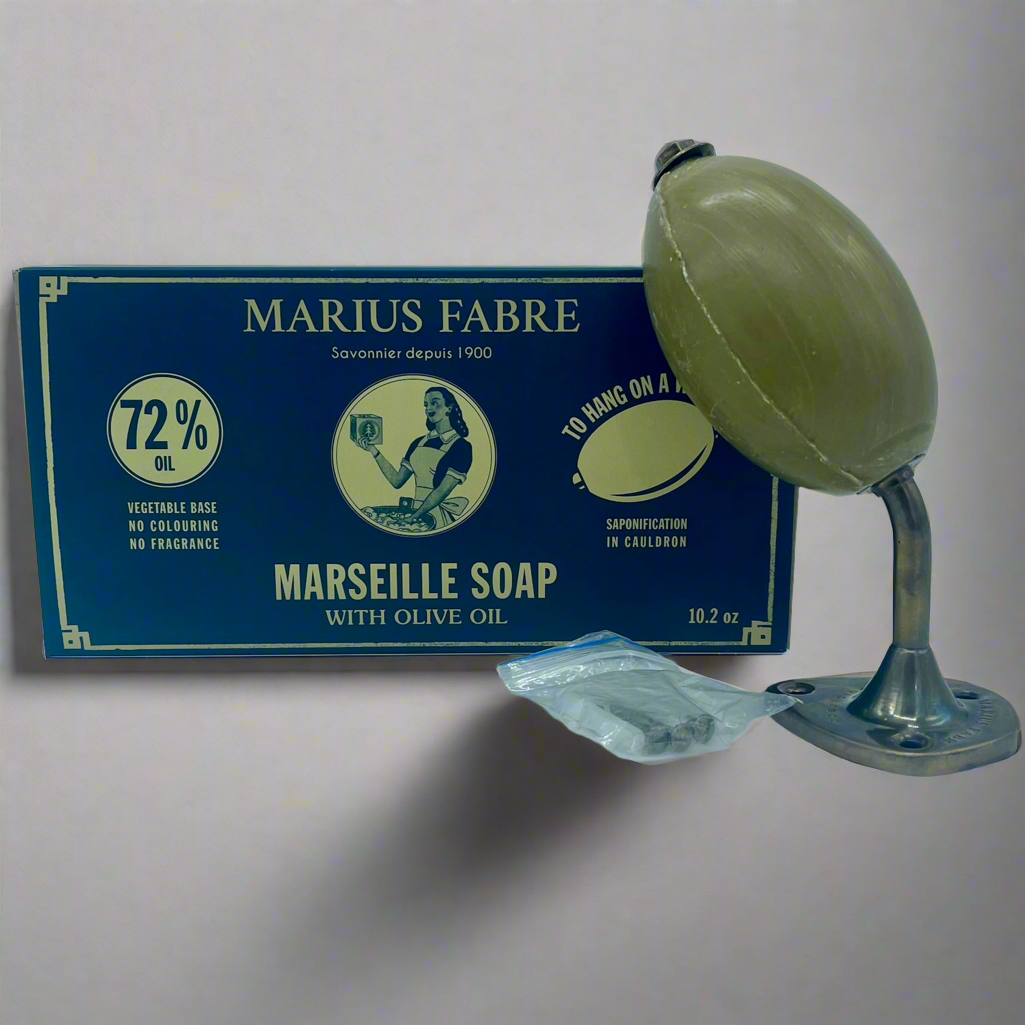 MARIUS FABRE
Savonnier depuis 1900
72% 
OIL
VEGETABLE BASE
NO COLOURING
NO FRAGRANCE
TO HANG ON A
SAPONIFICATION
IN CAULDRON
MARSEILLE SOAP
WITH OLIVE OIL
10.2 oz